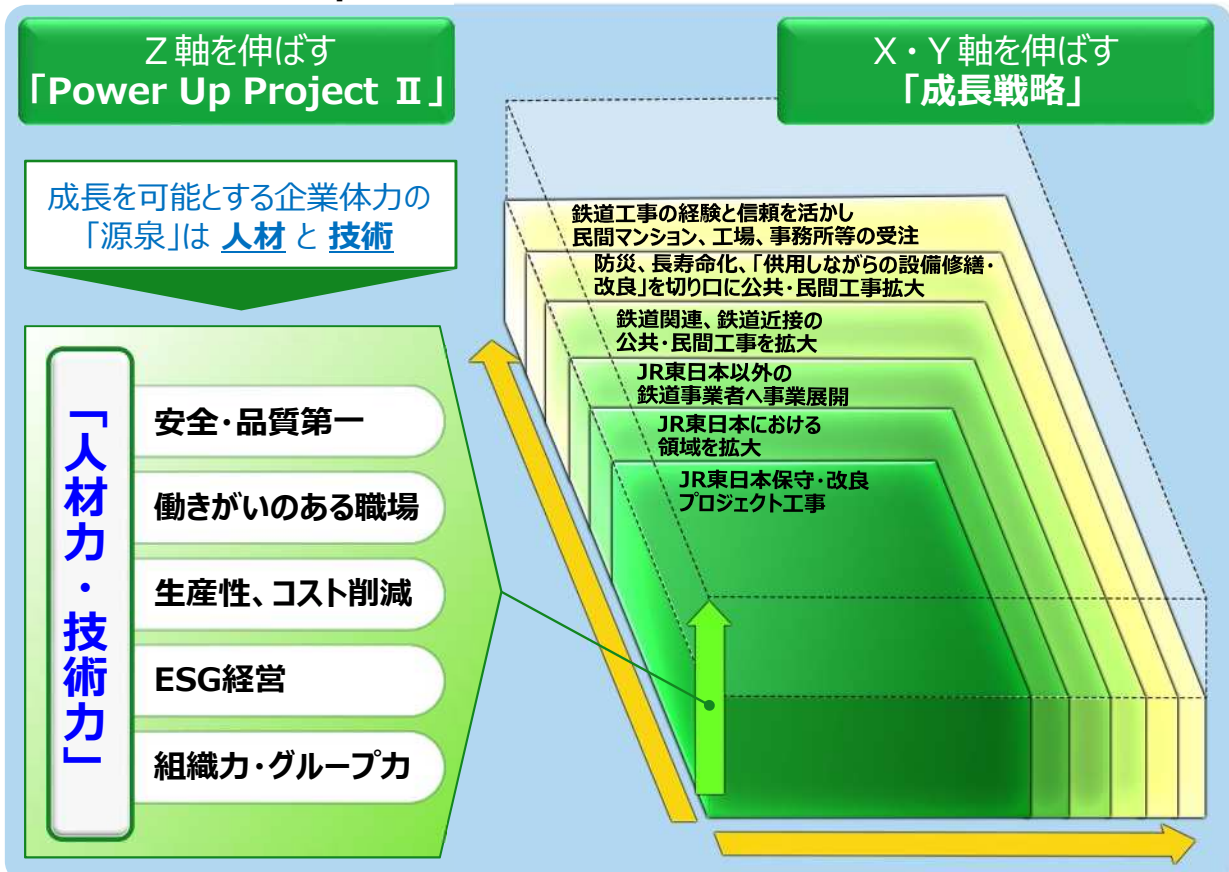 Z軸を伸ばす
「Power Up Project Ⅱ」
X・Y軸を伸ばす
「成長戦略」
成長を可能とする企業体力の
「源泉」は 人材 と 技術
「人材力・技術力」
安全・品質第一
働きがいのある職場
生産性、コスト削減
ESG経営
組織力・グループ力
鉄道工事の経験と信頼を活かし
民間マンション、工場、事務所等の受注
防災、長寿命化、「供用しながらの設備修繕・
改良」を切り口に公共・民間工事拡大
鉄道関連、鉄道近接の
公共・民間工事を拡大
JR東日本以外の
鉄道事業者へ事業展開
JR東日本における
領域を拡大
JR東日本保守・改良
プロジェクト工事